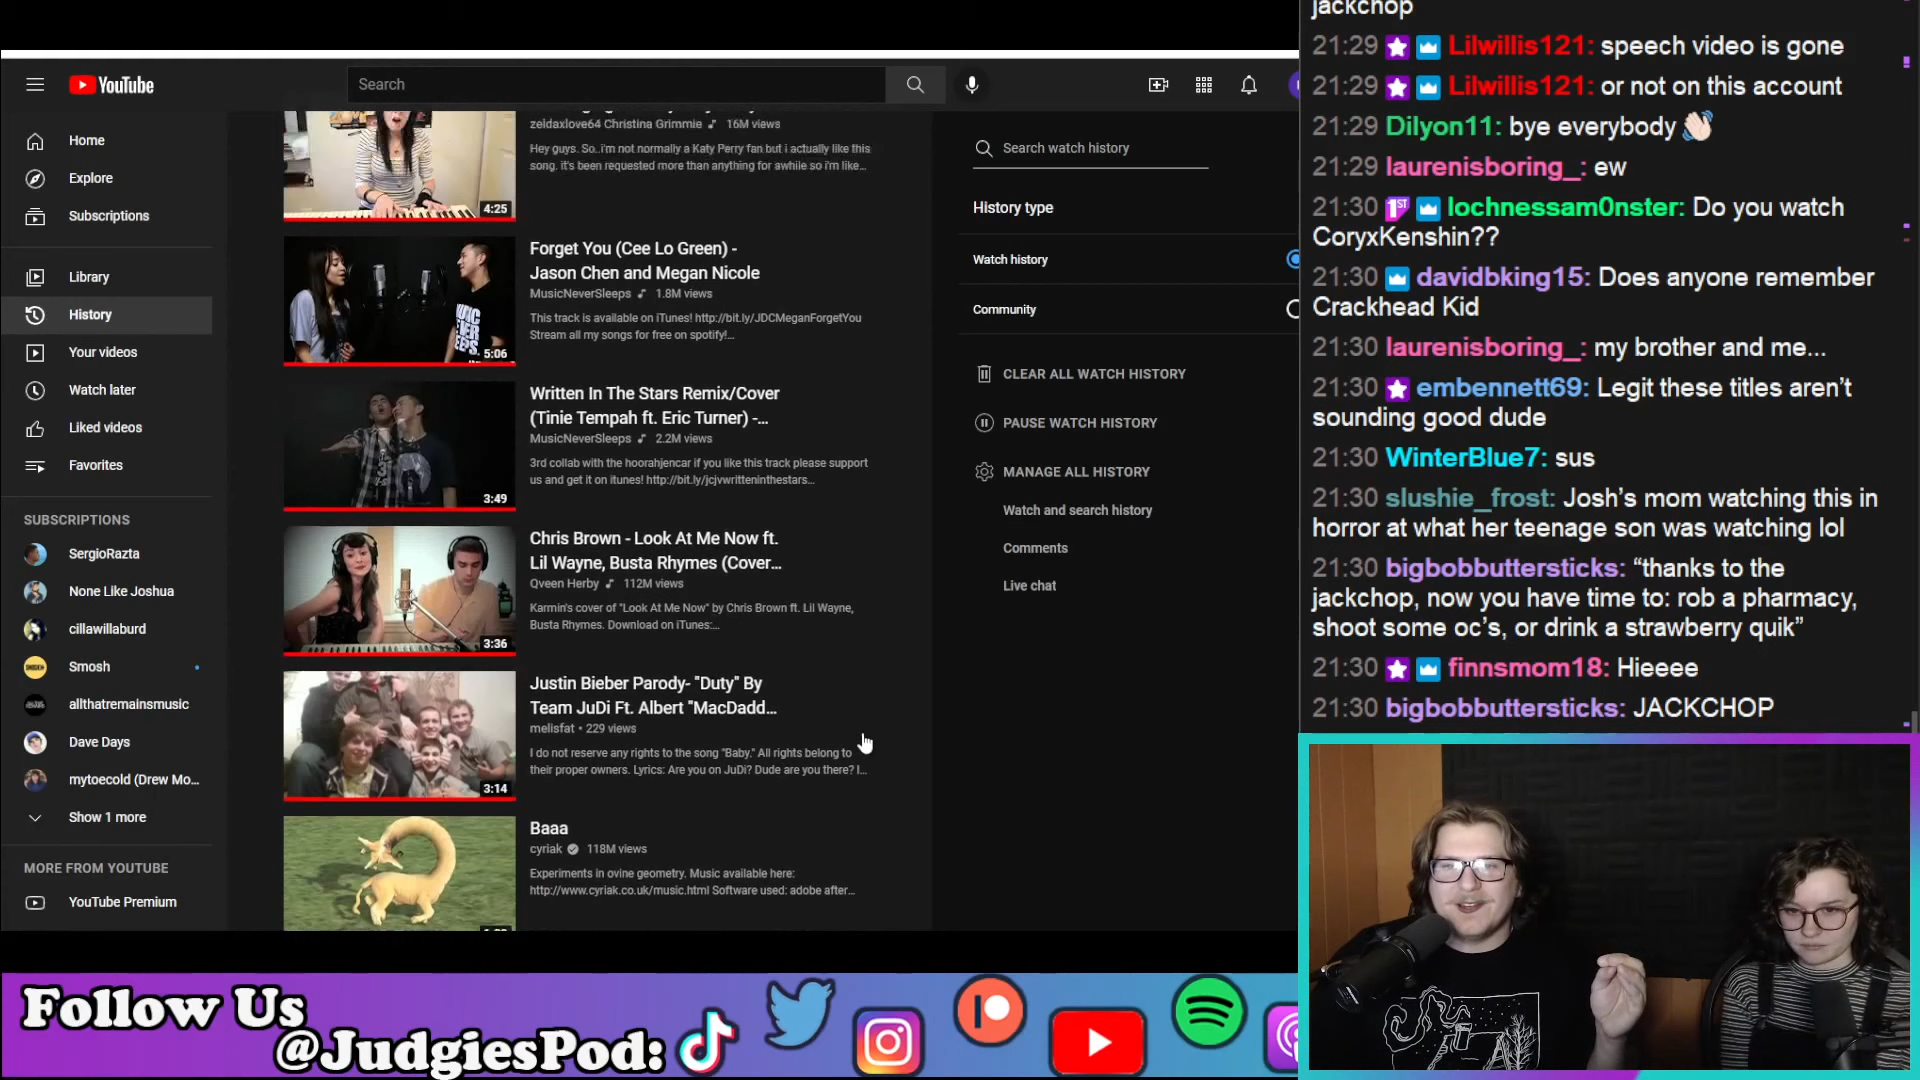 YouTube
Search
Home
Explore
Subscriptions
Library
History
Your videos
Watch later
Liked videos
Favorites
SUBSCRIPTIONS
SergioRazta
None Like Joshua
cillawillaburd
Smosh
allthatremainsmusic
Dave Days
mytoecold (Drew Mo...
Show 1 more
MORE FROM YOUTUBE
YouTube Premium
zeldaxlove64 Christina Grimmie 16M views
Hey guys. So..i'm not normally a Katy Perry fan but i actually like this
song. it's been requested more than anything for awhile so i'm like...
4:25
Forget You (Cee Lo Green) -
Jason Chen and Megan Nicole
MusicNeverSleeps 1.8M views
This track is available on iTunes! http://bit.ly/JDCMeganForgetYou
Stream all my songs for free on spotify!...
5:06
Written In The Stars Remix/Cover
(Tinie Tempah ft. Eric Turner) -...
MusicNeverSleeps 2.2M views
3rd collab with the hoorahjencar if you like this track please support
us and get it on itunes! http://bit.ly/jcjvwritteninthestars...
3:49
Chris Brown - Look At Me Now ft.
Lil Wayne, Busta Rhymes (Cover...
Qveen Herby 112M views
Karmin's cover of "Look At Me Now" by Chris Brown ft. Lil Wayne,
Busta Rhymes. Download on iTunes:...
3:36
Justin Bieber Parody- "Duty" By
Team JuDi Ft. Albert "MacDadd...
melisfat • 229 views
I do not reserve any rights to the song "Baby." All rights belong to
their proper owners. Lyrics: Are you on JuDi? Dude are you there? I...
3:14
Baaa
cyriak 118M views
Experiments in ovine geometry. Music available here:
http://www.cyriak.co.uk/music.html Software used: adobe after...
Search watch history
History type
Watch history
Community
CLEAR ALL WATCH HISTORY
PAUSE WATCH HISTORY
MANAGE ALL HISTORY
Watch and search history
Comments
Live chat
jackchop
21:29 Lilwillis121: speech video is gone
21:29 Lilwillis121: or not on this account
21:29 Dilyon11: bye everybody
21:29 laurenisboring_: ew
21:30 1ST lochnessam0nster: Do you watch
CoryxKenshin??
21:30 davidbking15: Does anyone remember
Crackhead Kid
21:30 laurenisboring_: my brother and me...
21:30 embennett69: Legit these titles aren't
sounding good dude
21:30 WinterBlue7: sus
21:30 slushie_frost: Josh's mom watching this in
horror at what her teenage son was watching lol
21:30 bigbobbuttersticks: “thanks to the
jackchop, now you have time to: rob a pharmacy,
shoot some oc's, or drink a strawberry quik”
21:30 finnsmom18: Hieeee
21:30 bigbobbuttersticks: JACKCHOP
Follow Us
@JudgiesPod: